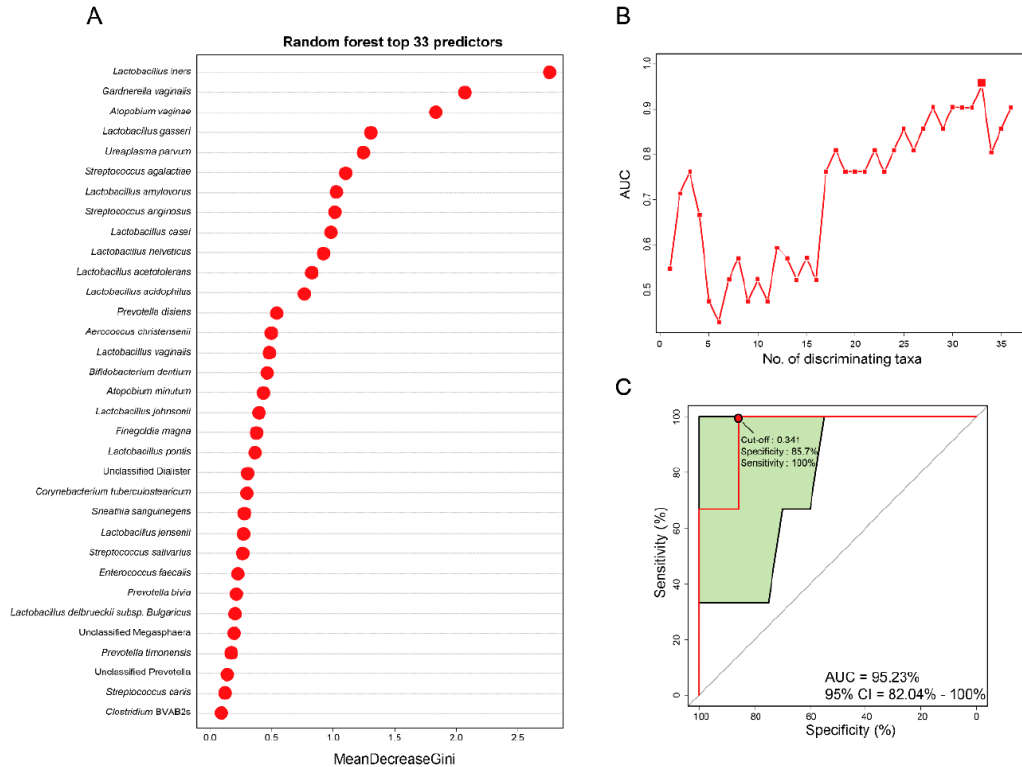 A
Random forest top 33 predictors
Lactobacillus iners
Gardnerella vaginalis
Atopobium vaginae
Lactobacillus gasseri
Ureaplasma parvum
Streptococcus agalactiae
Lactobacillus amylovorus
Streptococcus anginosus
Lactobacillus casei
Lactobacillus helveticus
Lactobacillus acetotolerans
Lactobacillus acidophilus
Prevotella disiens
Aerococcus christensenii
Lactobacillus vaginalis
Bifidobacterium dentium
Atopobium minutum
Lactobacillus johnsonii
Finegoldia magna
Lactobacillus pontis
Unclassified Dialister
Corynebacterium tuberculostearicum
Sneathia sanguinegens
Lactobacillus jensenii
Streptococcus salivarius
Enterococcus faecalis
Prevotella bivia
Lactobacillus delbrueckii subsp. Bulgaricus
Unclassified Megasphaera
Prevotella timonensis
Unclassified Prevotella
Streptococcus canis
Clostridium BVAB2s
0.0 0.5 1.0 1.5 2.0 2.5
MeanDecreaseGini
B
1.0
0.9
0.8
0.7
0.6
0.5
AUC
0 5 10 15 20 25 30 35
No. of discriminating taxa
C
100
80
60
40
20
0
Sensitivity (%)
Cut-off : 0.341
Specificity : 85.7%
Sensitivity : 100%
AUC = 95.23%
95% CI = 82.04% - 100%
100 80 60 40 20 0
Specificity (%)